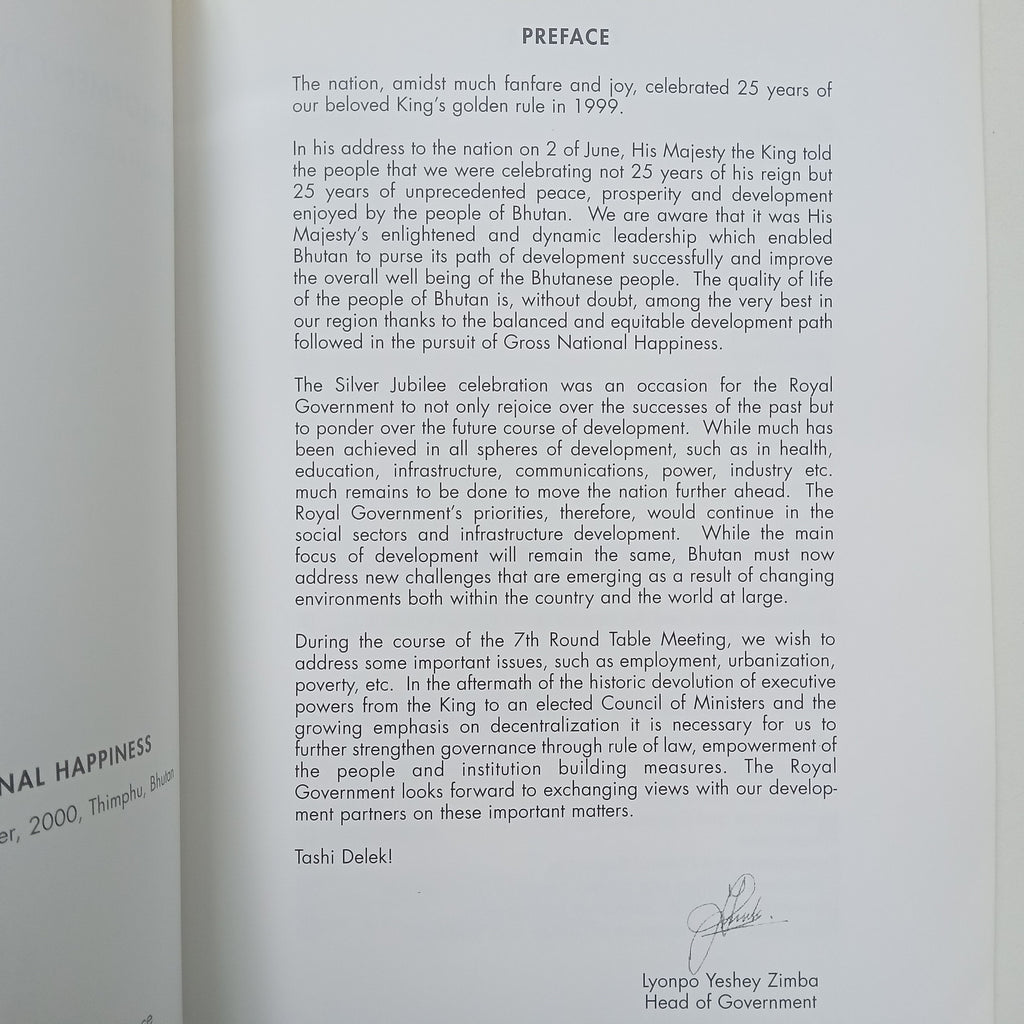 NAL HAPPINESS
er, 2000, Thimphu, Bhutan
PREFACE
The nation, amidst much fanfare and joy, celebrated 25 years of
our beloved King's golden rule in 1999.
In his address to the nation on 2 of June, His Majesty the King told
the people that we were celebrating not 25 years of his reign but
25 years of unprecedented peace, prosperity and development
enjoyed by the people of Bhutan. We are aware that it was His
Majesty's enlightened and dynamic leadership which enabled
Bhutan to purse its path of development successfully and improve
the overall well being of the Bhutanese people. The quality of life
of the people of Bhutan is, without doubt, among the very best in
our region thanks to the balanced and equitable development path
followed in the pursuit of Gross National Happiness.
The Silver Jubilee celebration was an occasion for the Royal
Government to not only rejoice over the successes of the past but
to ponder over the future course of development. While much has
been achieved in all spheres of development, such as in health,
education, infrastructure, communications, power, industry etc.
much remains to be done to move the nation further ahead. The
Royal Government's priorities, therefore, would continue in the
social sectors and infrastructure development. While the main
focus of development will remain the same, Bhutan must now
address new challenges that are emerging as a result of changing
environments both within the country and the world at large.
During the course of the 7th Round Table Meeting, we wish to
address some important issues, such as employment, urbanization,
poverty, etc. In the aftermath of the historic devolution of executive
powers from the King to an elected Council of Ministers and the
growing emphasis on decentralization it is necessary for us to
further strengthen governance through rule of law, empowerment of
the people and institution building measures. The Royal
Government looks forward to exchanging views with our develop-
ment partners on these important matters.
Tashi Delek!
Lyonpo Yeshey Zimba
Head of Government